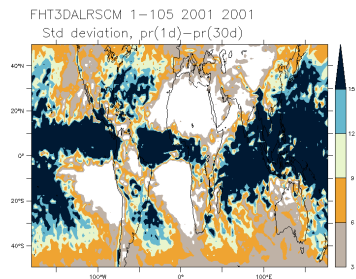 FHT3DALRSCM 1-105 2001 2001
Std deviation, pr(1d)-pr(30d)
40°N
20°N
0°
20°S
40°S
100°W
0°
100°E
15
12
9
6
3